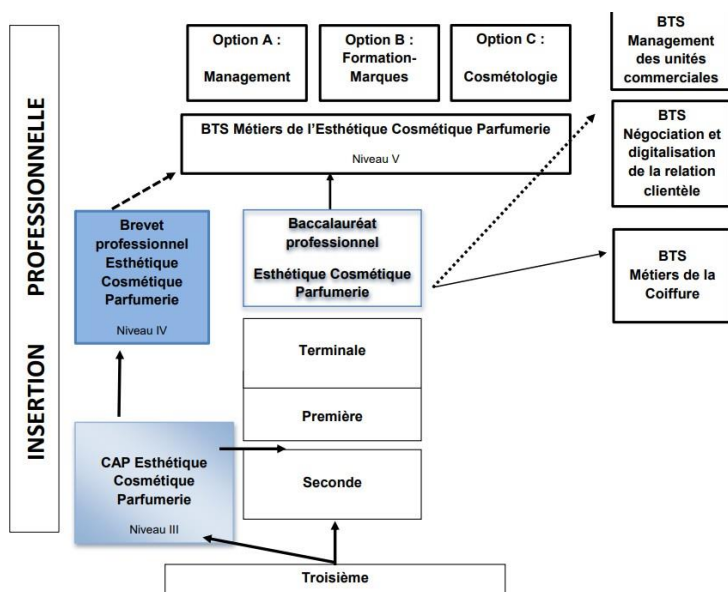 INSERTION PROFESSIONNELLE
Option A :
Management
Option B :
Formation-
Marques
Option C :
Cosmétologie
BTS
Management
des unités
commerciales
BTS Métiers de l'Esthétique Cosmétique Parfumerie
Niveau V
BTS
Négociation et
digitalisation
de la relation
clientèle
Brevet
professionnel
Esthétique
Cosmétique
Parfumerie
Niveau IV
Baccalauréat
professionnel
Esthétique Cosmétique
Parfumerie
BTS
Métiers de la
Coiffure
Terminale
Première
CAP Esthétique
Cosmétique
Parfumerie
Niveau III
Seconde
Troisième